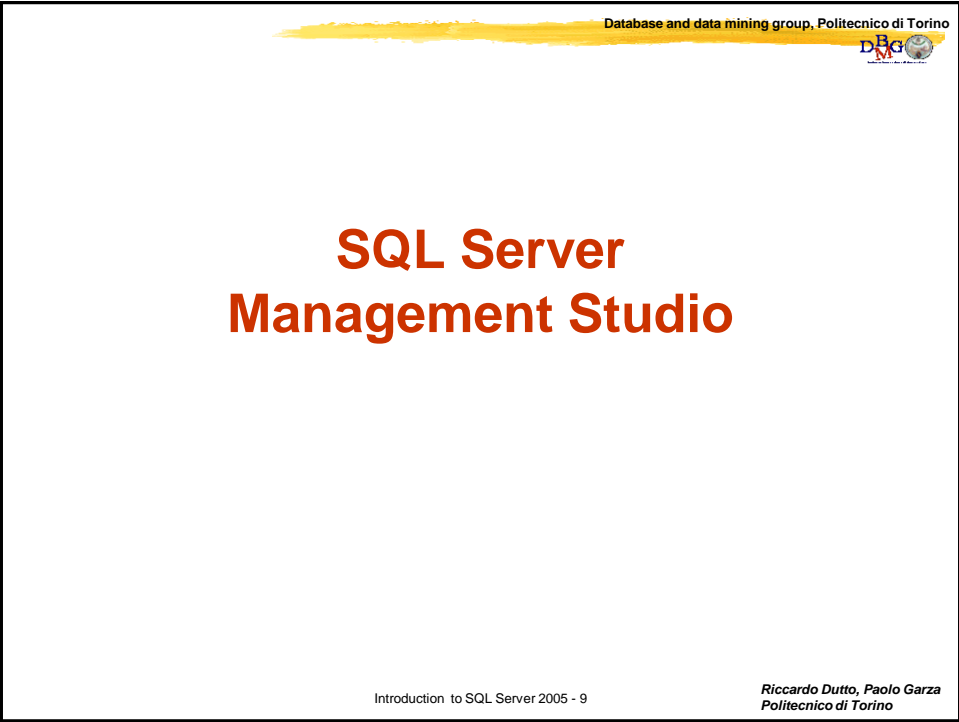 Database and data mining group, Politecnico di Torino
DBMG
SQL Server
Management Studio
Introduction to SQL Server 2005 - 9
Riccardo Dutto, Paolo Garza
Politecnico di Torino